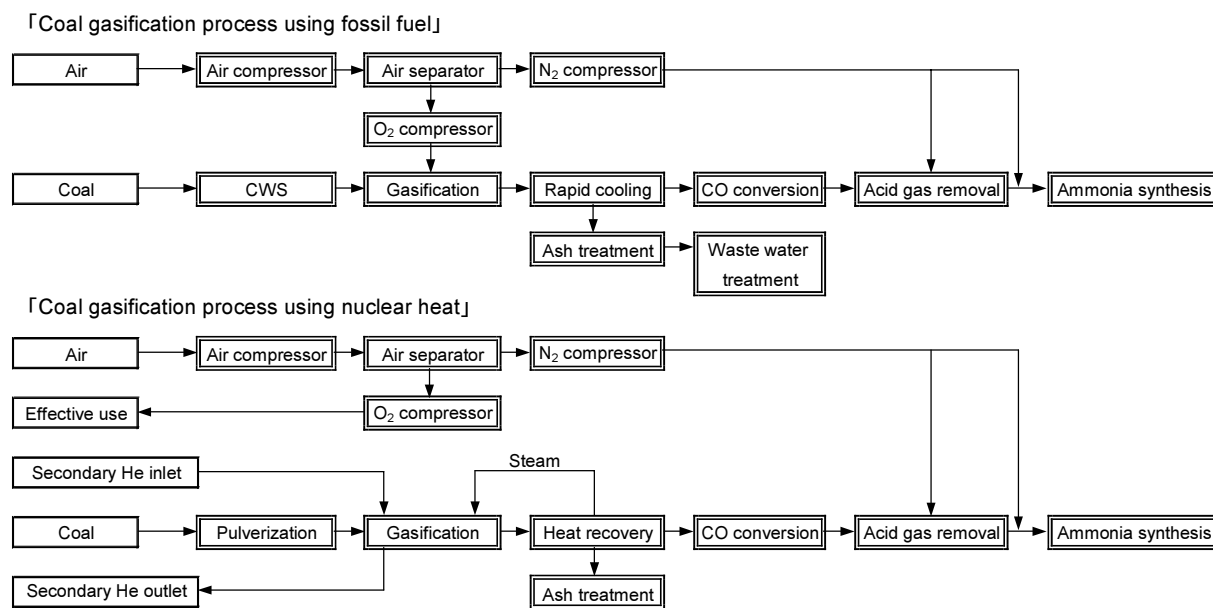 「Coal gasification process using fossil fuel」
Air
Air compressor
Air separator
N₂ compressor
O₂ compressor
Coal
CWS
Gasification
Rapid cooling
CO conversion
Acid gas removal
Ammonia synthesis
Ash treatment
Waste water
treatment
「Coal gasification process using nuclear heat」
Air
Air compressor
Air separator
N₂ compressor
Effective use
O₂ compressor
Secondary He inlet
Steam
Coal
Pulverization
Gasification
Heat recovery
CO conversion
Acid gas removal
Ammonia synthesis
Secondary He outlet
Ash treatment